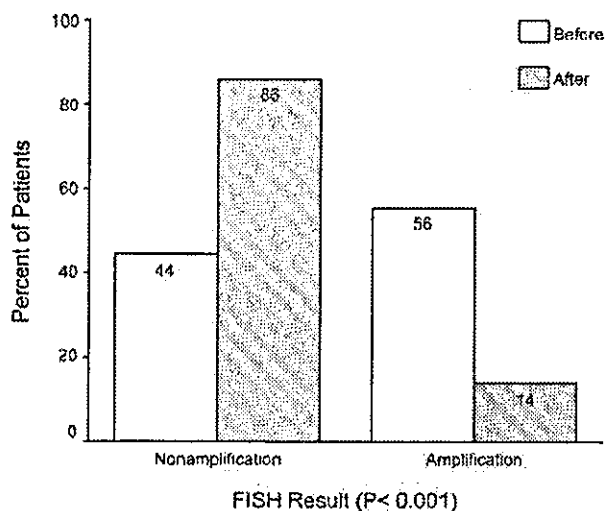 100
80
60
40
20
0
Percent of Patients
Before
After
44
86
56
14
Nonamplification
Amplification
FISH Result (P< 0.001)